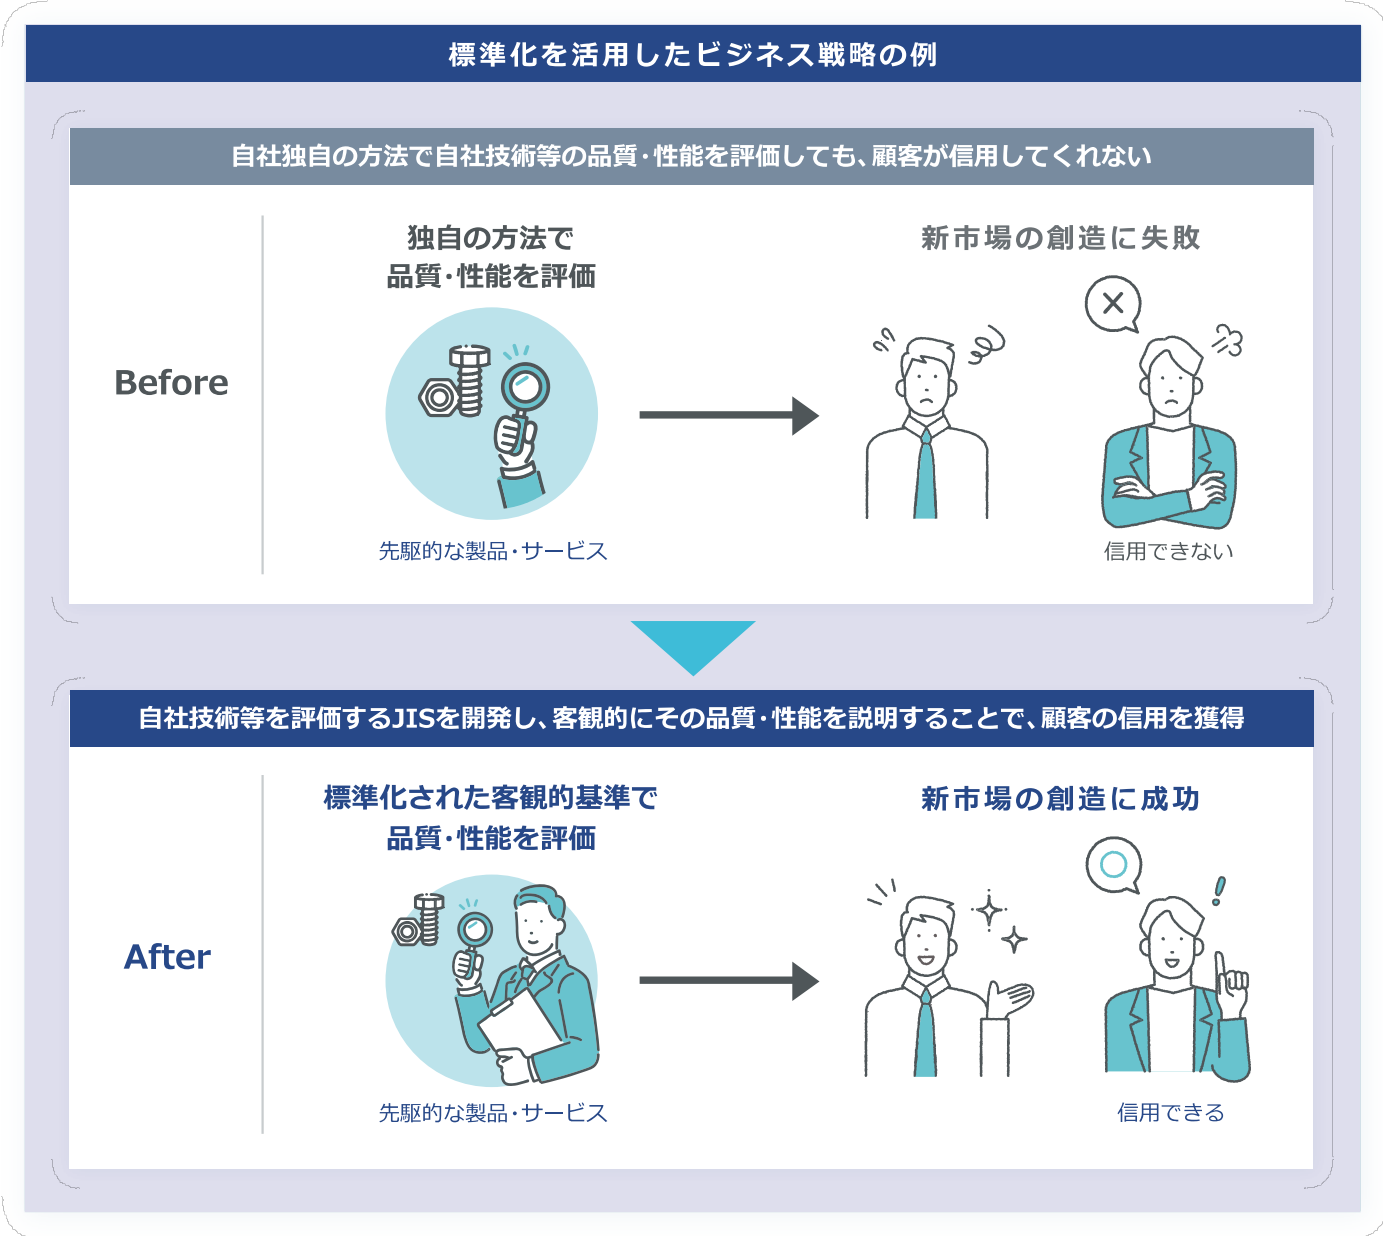 標準化を活用したビジネス戦略の例
自社独自の方法で自社技術等の品質・性能を評価しても、顧客が信用してくれない
Before
独自の方法で
品質・性能を評価
先駆的な製品・サービス
新市場の創造に失敗
信用できない
自社技術等を評価するJISを開発し、客観的にその品質・性能を説明することで、顧客の信用を獲得
After
標準化された客観的基準で
品質・性能を評価
先駆的な製品・サービス
新市場の創造に成功
信用できる